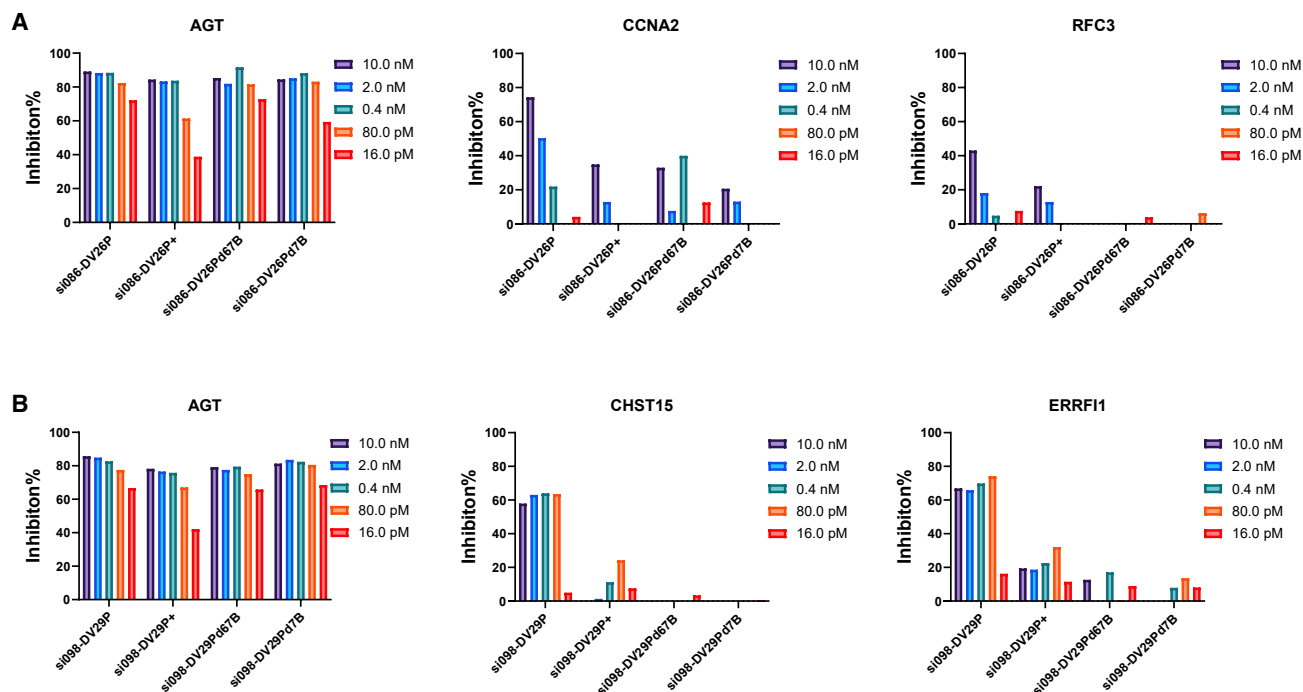 A
AGT
CCNA2
RFC3
Inhibiton%
100
80
60
40
20
0
10.0 nM
2.0 nM
0.4 nM
80.0 pM
16.0 pM
si086-DV26P
si086-DV26P+
si086-DV26Pd67B
si086-DV26Pd7B
Inhibiton%
100
80
60
40
20
0
10.0 nM
2.0 nM
0.4 nM
80.0 pM
16.0 pM
si086-DV26P
si086-DV26P+
si086-DV26Pd67B
si086-DV26Pd7B
Inhibiton%
100
80
60
40
20
0
10.0 nM
2.0 nM
0.4 nM
80.0 pM
16.0 pM
si086-DV26P
si086-DV26P+
si086-DV26Pd67B
si086-DV26Pd7B
B
AGT
CHST15
ERRFI1
Inhibiton%
100
80
60
40
20
0
10.0 nM
2.0 nM
0.4 nM
80.0 pM
16.0 pM
si098-DV29P
si098-DV29P+
si098-DV29Pd67B
si098-DV29Pd7B
Inhibiton%
100
80
60
40
20
0
10.0 nM
2.0 nM
0.4 nM
80.0 pM
16.0 pM
si098-DV29P
si098-DV29P+
si098-DV29Pd67B
si098-DV29Pd7B
Inhibiton%
100
80
60
40
20
0
10.0 nM
2.0 nM
0.4 nM
80.0 pM
16.0 pM
si098-DV29P
si098-DV29P+
si098-DV29Pd67B
si098-DV29Pd7B